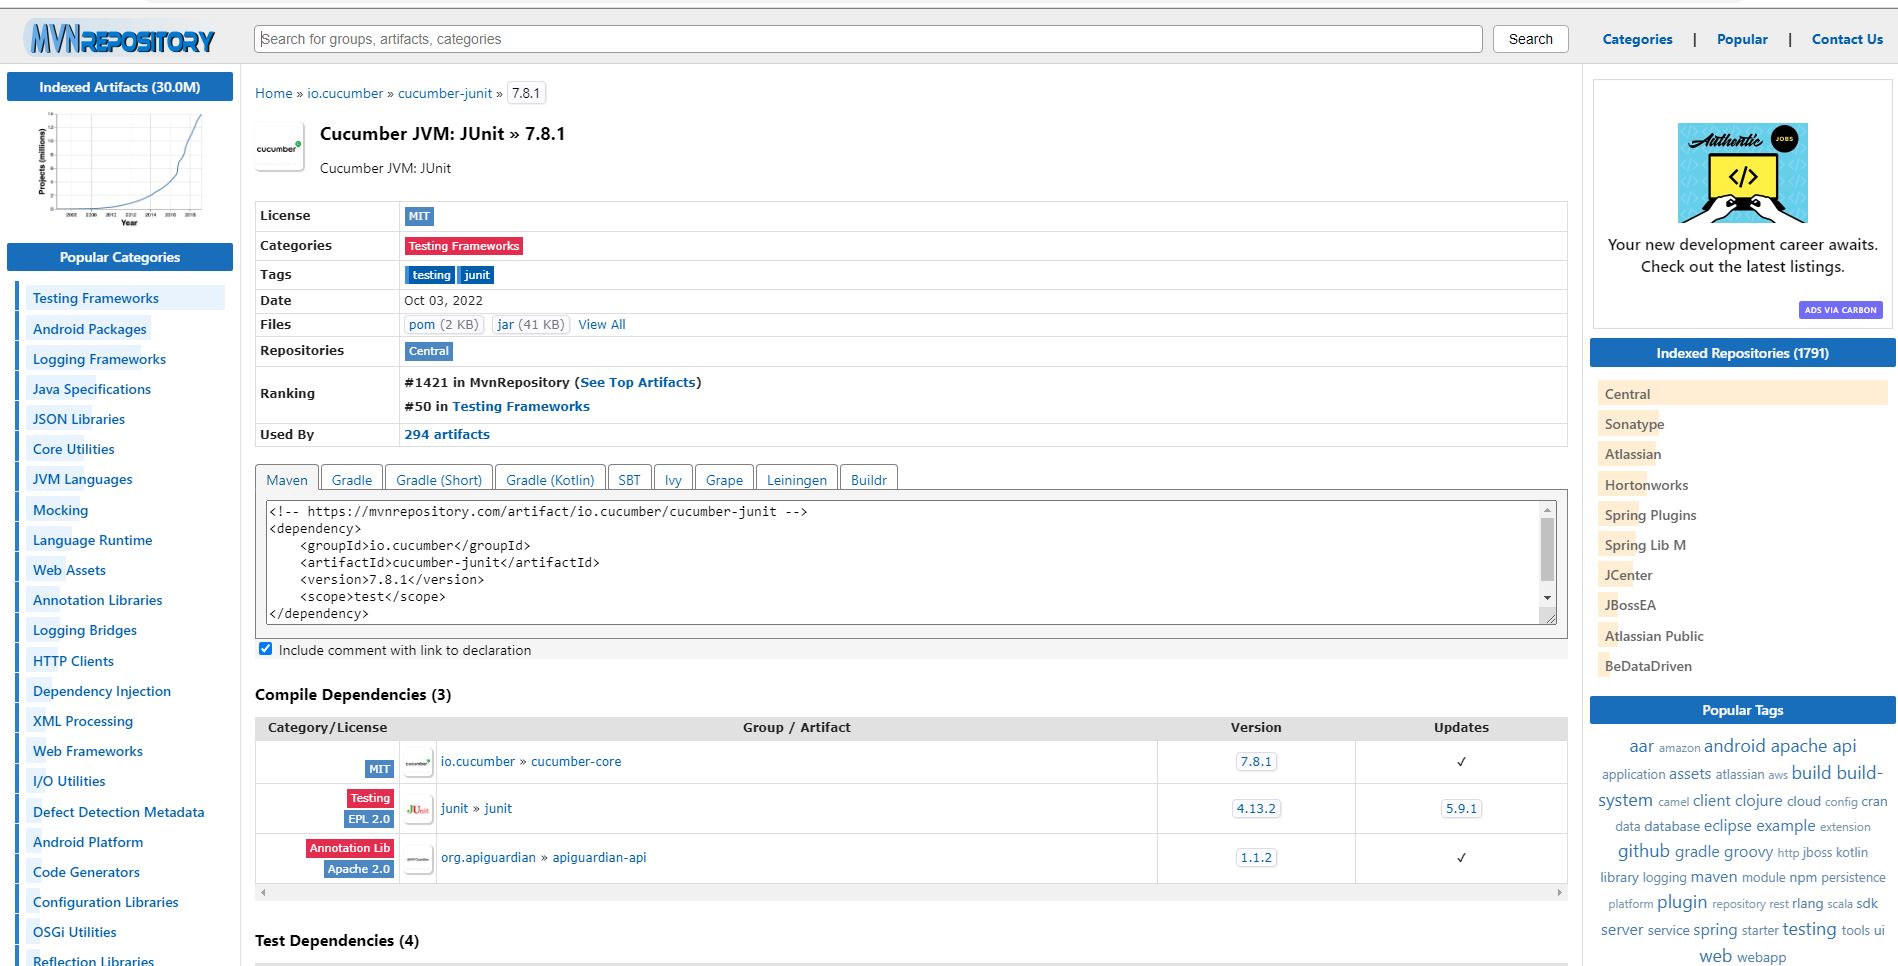 MVNREPOSITORY
Search for groups, artifacts, categories
Search
Categories | Popular | Contact Us
Indexed Artifacts (30.0M)
Projects (millions)
Year
Popular Categories
Testing Frameworks
Android Packages
Logging Frameworks
Java Specifications
JSON Libraries
Core Utilities
JVM Languages
Mocking
Language Runtime
Web Assets
Annotation Libraries
Logging Bridges
HTTP Clients
Dependency Injection
XML Processing
Web Frameworks
I/O Utilities
Defect Detection Metadata
Android Platform
Code Generators
Configuration Libraries
OSGi Utilities
Reflection Libraries
Home » io.cucumber » cucumber-junit » 7.8.1
cucumber
Cucumber JVM: JUnit » 7.8.1
Cucumber JVM: JUnit
License MIT
Categories Testing Frameworks
Tags testing junit
Date Oct 03, 2022
Files pom (2 KB) jar (41 KB) View All
Repositories Central
Ranking #1421 in MvnRepository (See Top Artifacts)
#50 in Testing Frameworks
Used By 294 artifacts
Maven Gradle Gradle (Short) Gradle (Kotlin) SBT Ivy Grape Leiningen Buildr
<!-- https://mvnrepository.com/artifact/io.cucumber/cucumber-junit -->
<dependency>
    <groupId>io.cucumber</groupId>
    <artifactId>cucumber-junit</artifactId>
    <version>7.8.1</version>
    <scope>test</scope>
</dependency>
Include comment with link to declaration
Compile Dependencies (3)
Category/License Group / Artifact Version Updates
MIT cucumber io.cucumber » cucumber-core 7.8.1 ✓
Testing
EPL 2.0 JUnit junit » junit 4.13.2 5.9.1
Annotation Lib
Apache 2.0 org.apiguardian » apiguardian-api 1.1.2 ✓
Test Dependencies (4)
Authentic JOBS
</>
Your new development career awaits.
Check out the latest listings.
ADS VIA CARBON
Indexed Repositories (1791)
Central
Sonatype
Atlassian
Hortonworks
Spring Plugins
Spring Lib M
JCenter
JBossEA
Atlassian Public
BeDataDriven
Popular Tags
aar amazon android apache api
application assets atlassian aws build build-
system camel client clojure cloud config cran
data database eclipse example extension
github gradle groovy http jboss kotlin
library logging maven module npm persistence
platform plugin repository rest rlang scala sdk
server service spring starter testing tools ui
web webapp